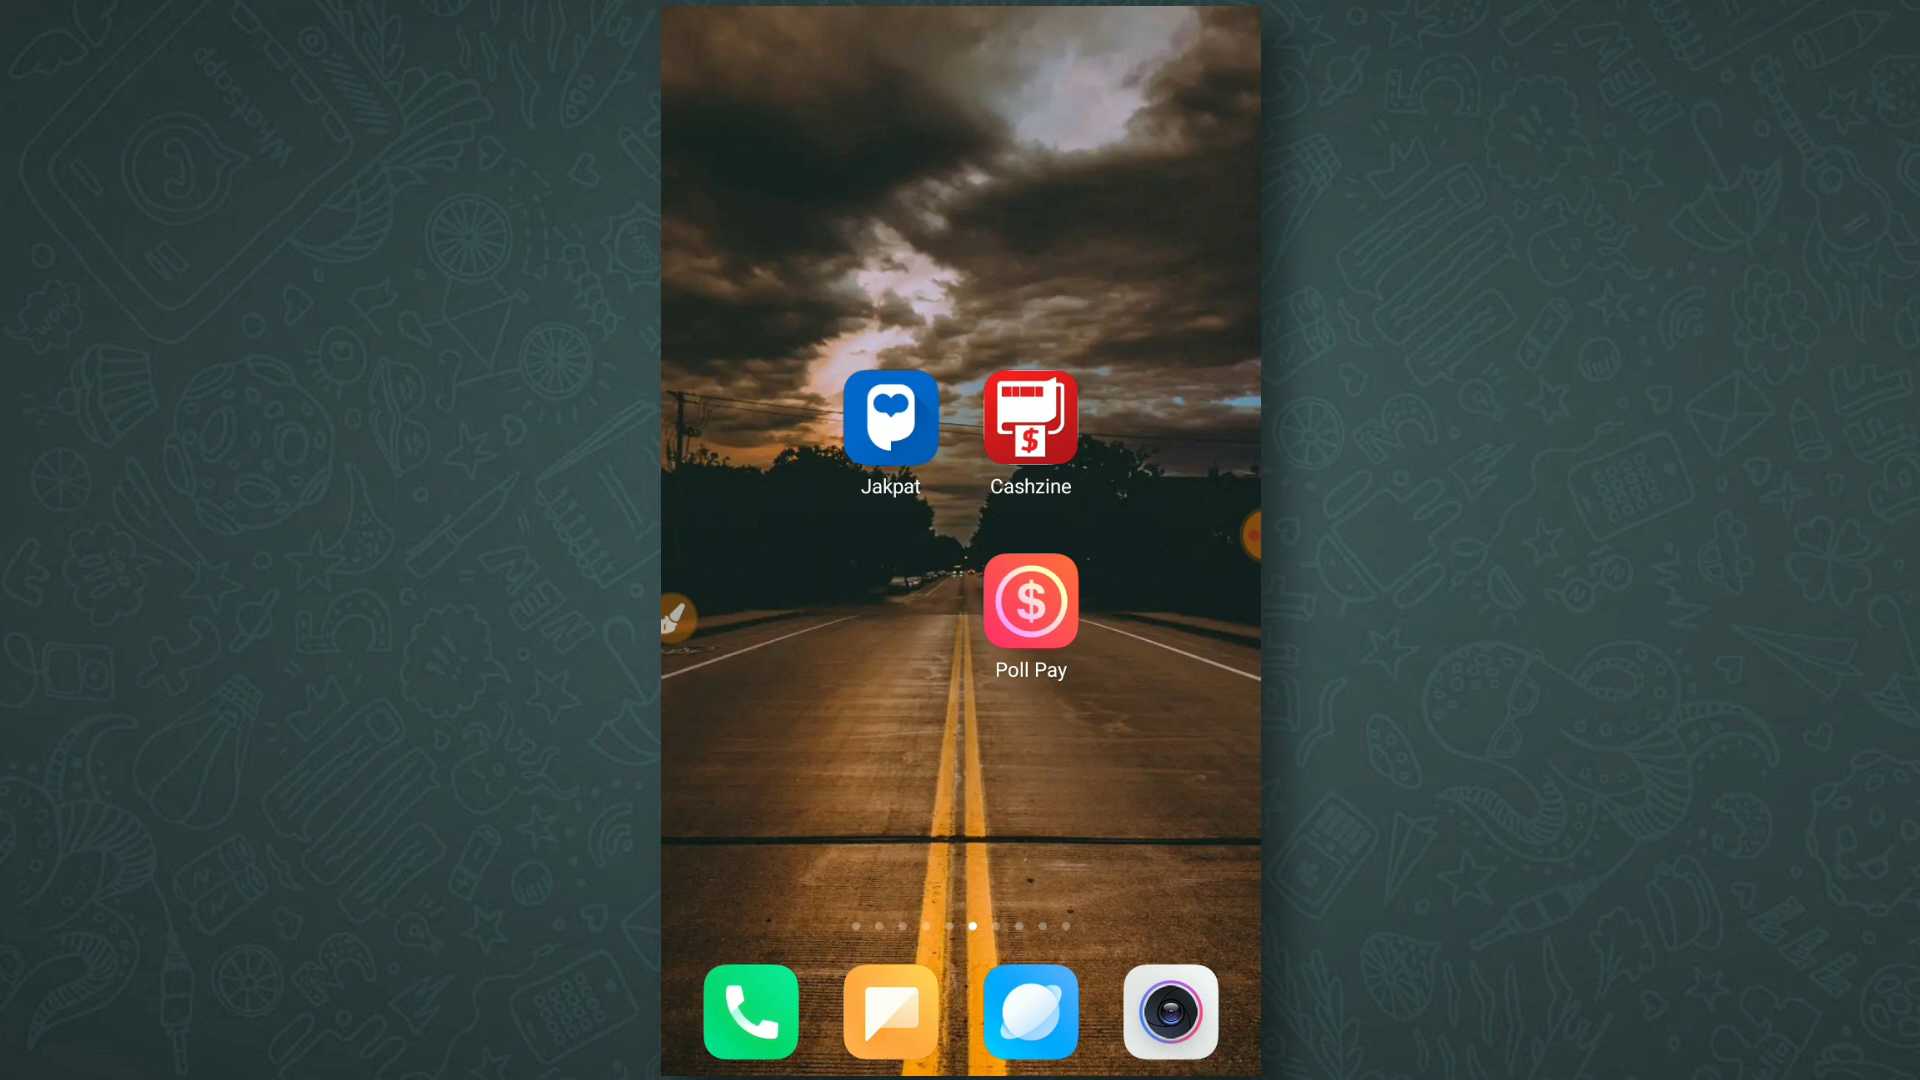 Jakpat
Cashzine
$
$
Poll Pay